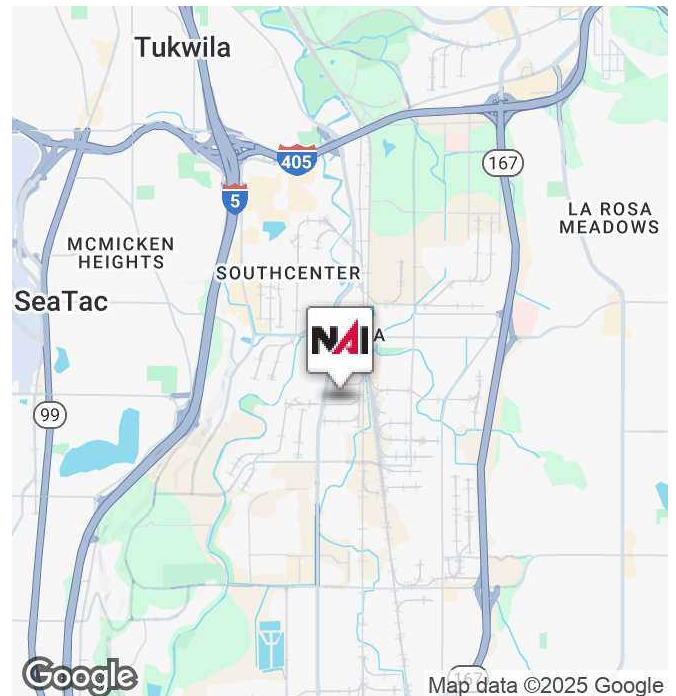 Tukwila
405
167
5
LA ROSA
MEADOWS
MCMICKEN
HEIGHTS
SOUTHCENTER
SeaTac
NAI
A
99
167
Google
Map data ©2025 Google